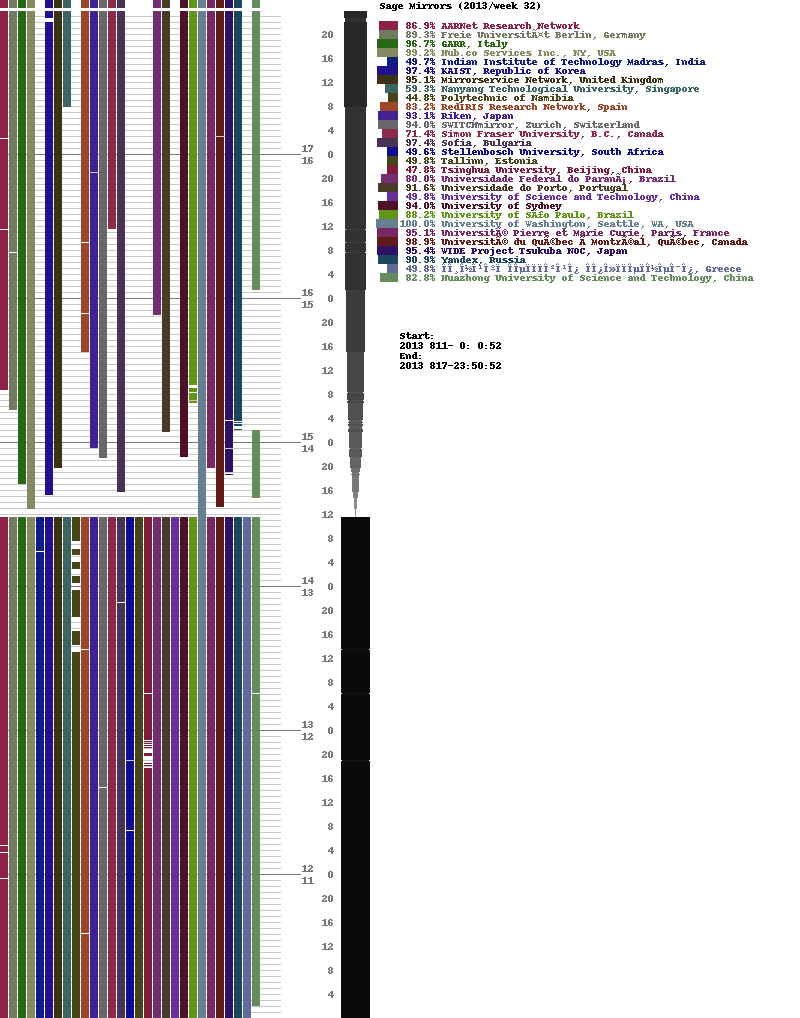 Sage Mirrors (2013/week 32)
86.9% AARNet Research Network
89.3% Freie UniversitÃ¤t Berlin, Germany
96.7% GARR, Italy
99.2% Hub.co Services Inc., NY, USA
49.7% Indian Institute of Technology Madras, India
97.4% KAIST, Republic of Korea
95.1% Mirrorservice Network, United Kingdom
59.3% Nanyang Technological University, Singapore
44.8% Polytechnic of Namibia
83.2% RedIRIS Research Network, Spain
93.1% Riken, Japan
94.0% SWITCHmirror, Zurich, Switzerland
71.4% Simon Fraser University, B.C., Canada
97.4% Sofia, Bulgaria
49.6% Stellenbosch University, South Africa
49.8% Tallinn, Estonia
47.8% Tsinghua University, Beijing, China
80.0% Universidade Federal do ParanÃ¡, Brazil
91.6% Universidade do Porto, Portugal
49.8% University of Science and Technology, China
94.0% University of Sydney
88.2% University of SÃ£o Paulo, Brazil
100.0% University of Washington, Seattle, WA, USA
95.1% UniversitÃ© Pierre et Marie Curie, Paris, France
98.9% UniversitÃ© du QuÃ©bec Ã MontrÃ©al, QuÃ©bec, Canada
95.4% WIDE Project Tsukuba NOC, Japan
90.9% Yandex, Russia
49.8% Greece
82.8% Huazhong University of Science and Technology, China
Start:
2013 811- 0: 0:52
End:
2013 817-23:50:52
20
16
12
8
4
17
16
0
20
16
12
8
4
16
15
0
20
16
12
8
4
15
14
0
20
16
12
8
4
14
13
0
20
16
12
8
4
13
12
0
20
16
12
8
4
12
11
0
20
16
12
8
4